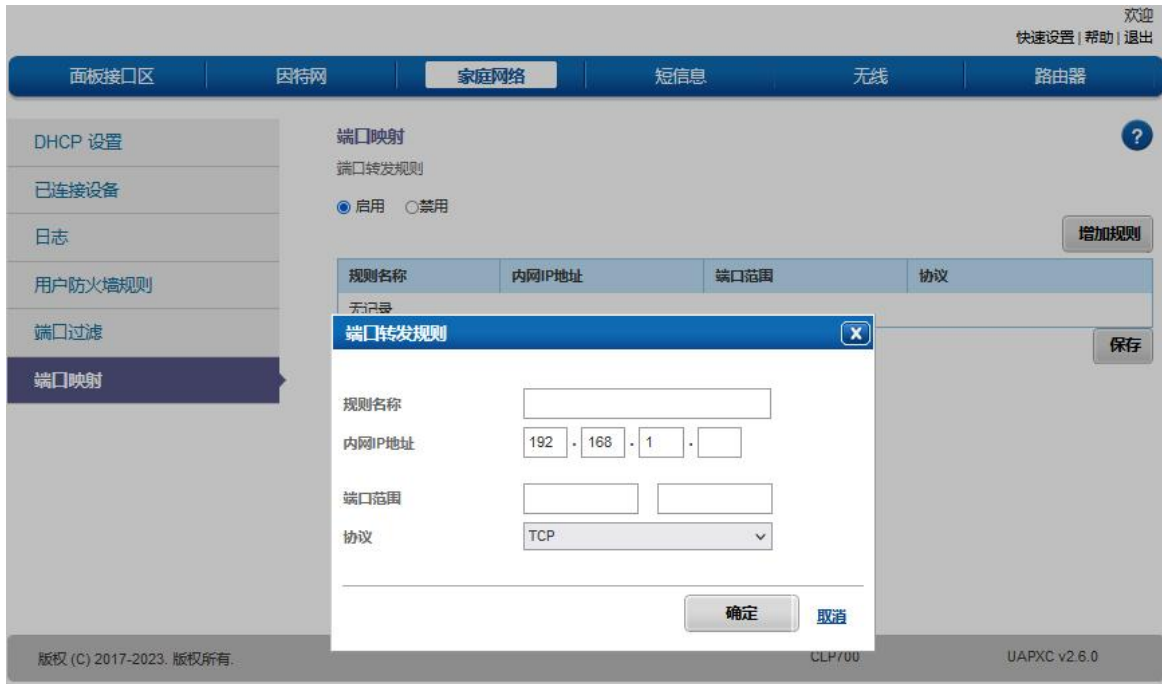 欢迎
快速设置 | 帮助 | 退出
面板接口区 因特网 家庭网络 短信息 无线 路由器
DHCP 设置
已连接设备
日志
用户防火墙规则
端口过滤
端口映射
端口映射
?
端口转发规则
启用 禁用
增加规则
规则名称 内网IP地址 端口范围 协议
无记录
保存
端口转发规则 X
规则名称
内网IP地址 192 . 168 . 1 .
端口范围
协议 TCP
确定 取消
版权 (C) 2017-2023. 版权所有. CLP700 UAPXC v2.6.0